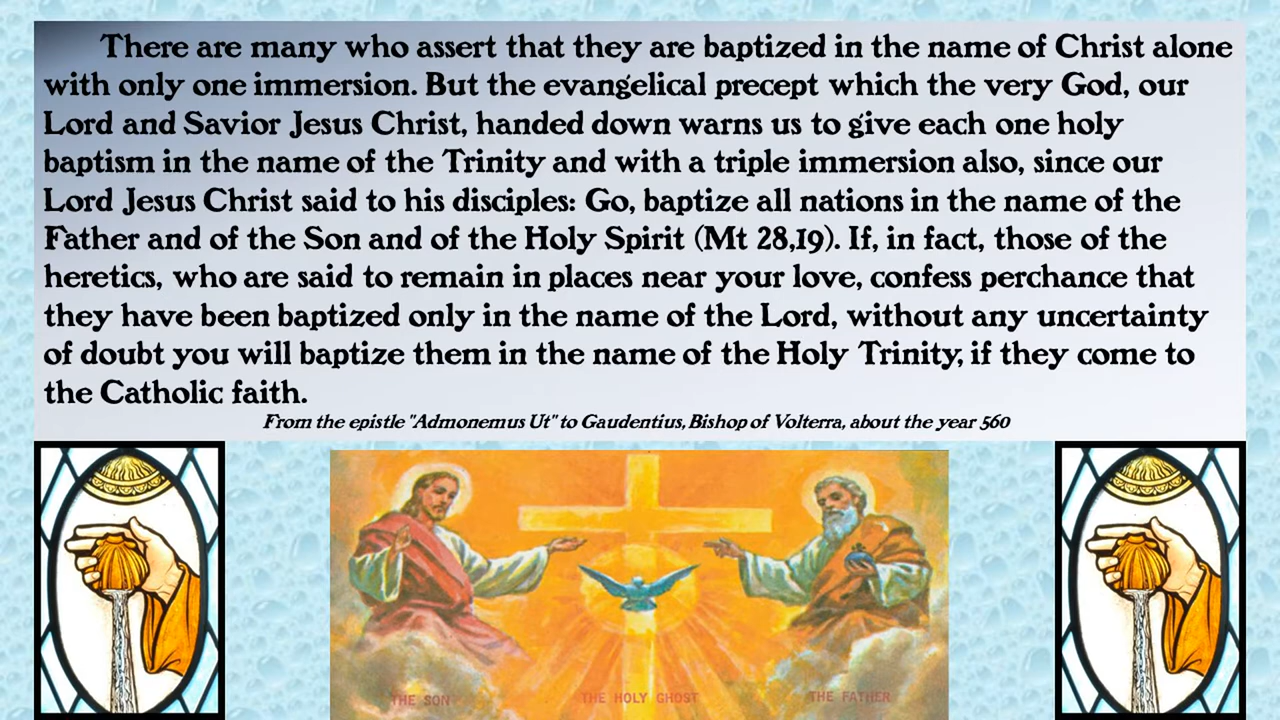 There are many who assert that they are baptized in the name of Christ alone
with only one immersion. But the evangelical precept which the very God, our
Lord and Savior Jesus Christ, handed down warns us to give each one holy
baptism in the name of the Trinity and with a triple immersion also, since our
Lord Jesus Christ said to his disciples: Go, baptize all nations in the name of the
Father and of the Son and of the Holy Spirit (Mt 28,19). If, in fact, those of the
heretics, who are said to remain in places near your love, confess perchance that
they have been baptized only in the name of the Lord, without any uncertainty
of doubt you will baptize them in the name of the Holy Trinity, if they come to
the Catholic faith.
From the epistle "Admonemus Ut" to Gaudentius, Bishop of Volterra, about the year 560
THE SON THE HOLY GHOST THE FATHER